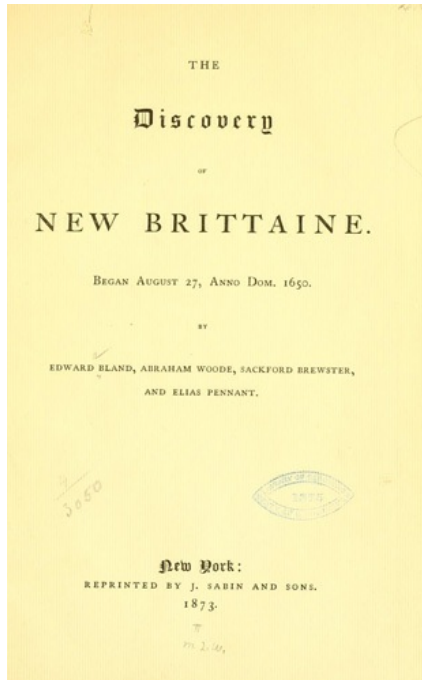 THE
Discovery
OF
NEW BRITTAINE.
BEGAN AUGUST 27, ANNO DOM. 1650.
BY
EDWARD BLAND, ABRAHAM WOODE, SACKFORD BREWSTER,
AND ELIAS PENNANT.
3050
New York:
REPRINTED BY J. SABIN AND SONS.
1873.